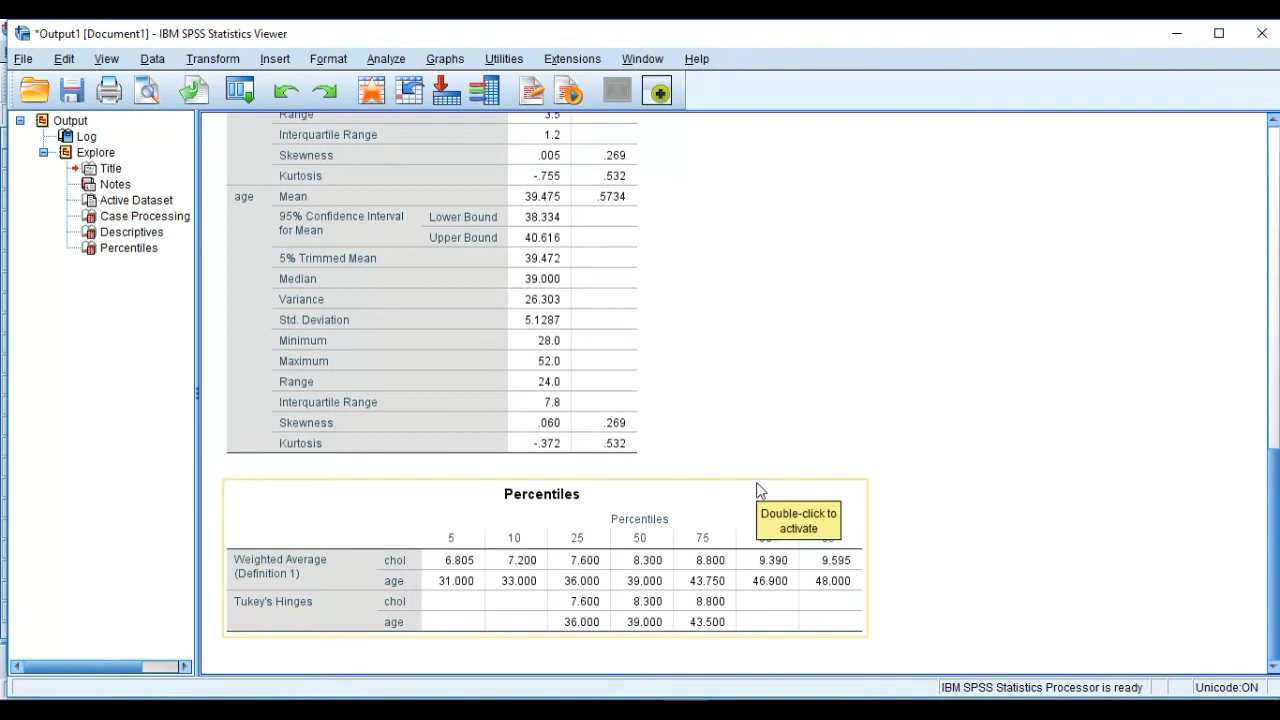 *Output1 [Document1] - IBM SPSS Statistics Viewer
File Edit View Data Transform Insert Format Analyze Graphs Utilities Extensions Window Help
Output
Log
Explore
Title
Notes
Active Dataset
Case Processing
Descriptives
Percentiles
Range 3.5
Interquartile Range 1.2
Skewness .005 .269
Kurtosis -.755 .532
age Mean 39.475 .5734
95% Confidence Interval Lower Bound 38.334
for Mean
Upper Bound 40.616
5% Trimmed Mean 39.472
Median 39.000
Variance 26.303
Std. Deviation 5.1287
Minimum 28.0
Maximum 52.0
Range 24.0
Interquartile Range 7.8
Skewness .060 .269
Kurtosis -.372 .532
Percentiles
Double-click to
activate
Percentiles
5 10 25 50 75
Weighted Average chol 6.805 7.200 7.600 8.300 8.800 9.390 9.595
(Definition 1) age 31.000 33.000 36.000 39.000 43.750 46.900 48.000
Tukey's Hinges chol 7.600 8.300 8.800
age 36.000 39.000 43.500
IBM SPSS Statistics Processor is ready Unicode:ON